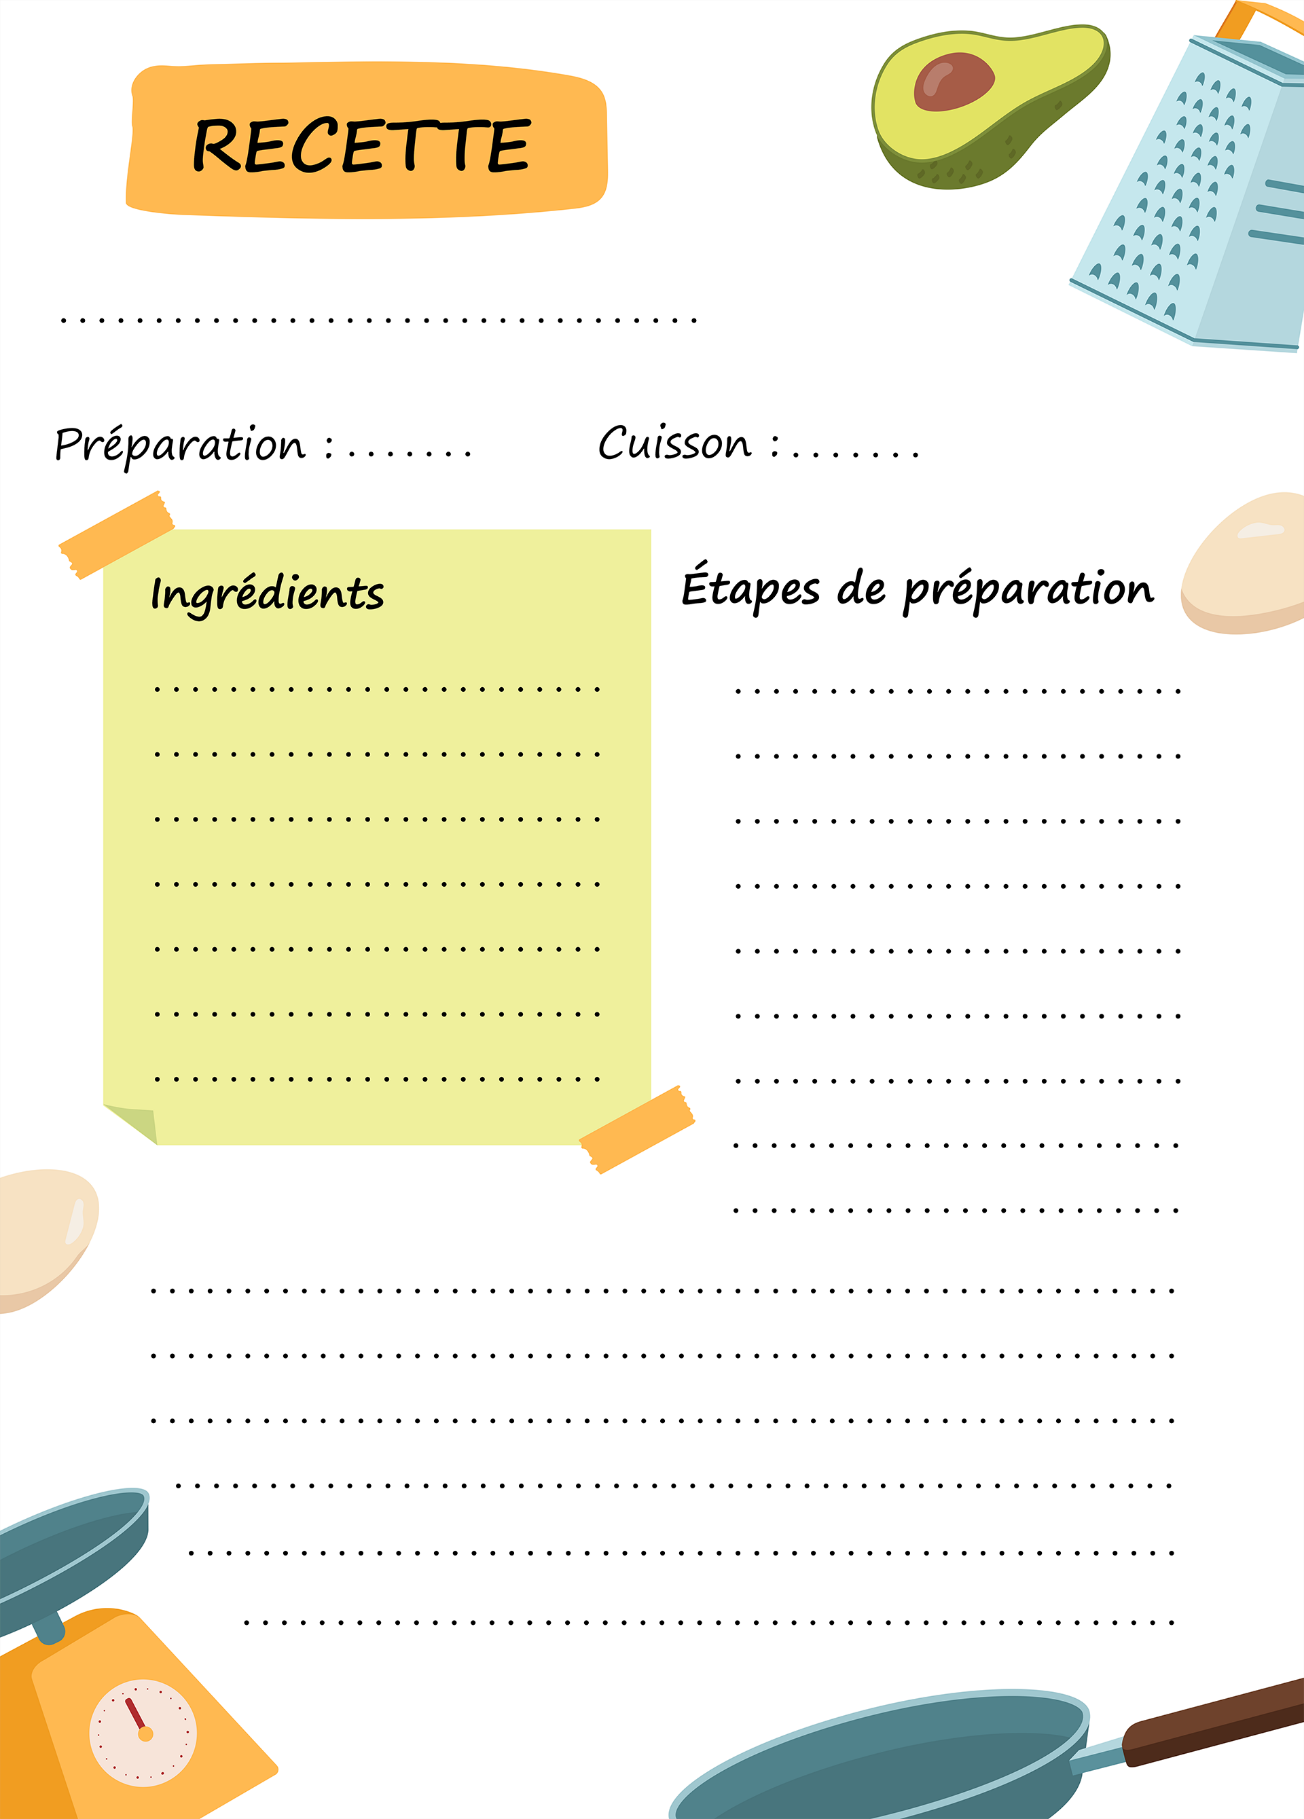 RECETTE
Préparation : .......
Cuisson : .......
Ingrédients
Étapes de préparation